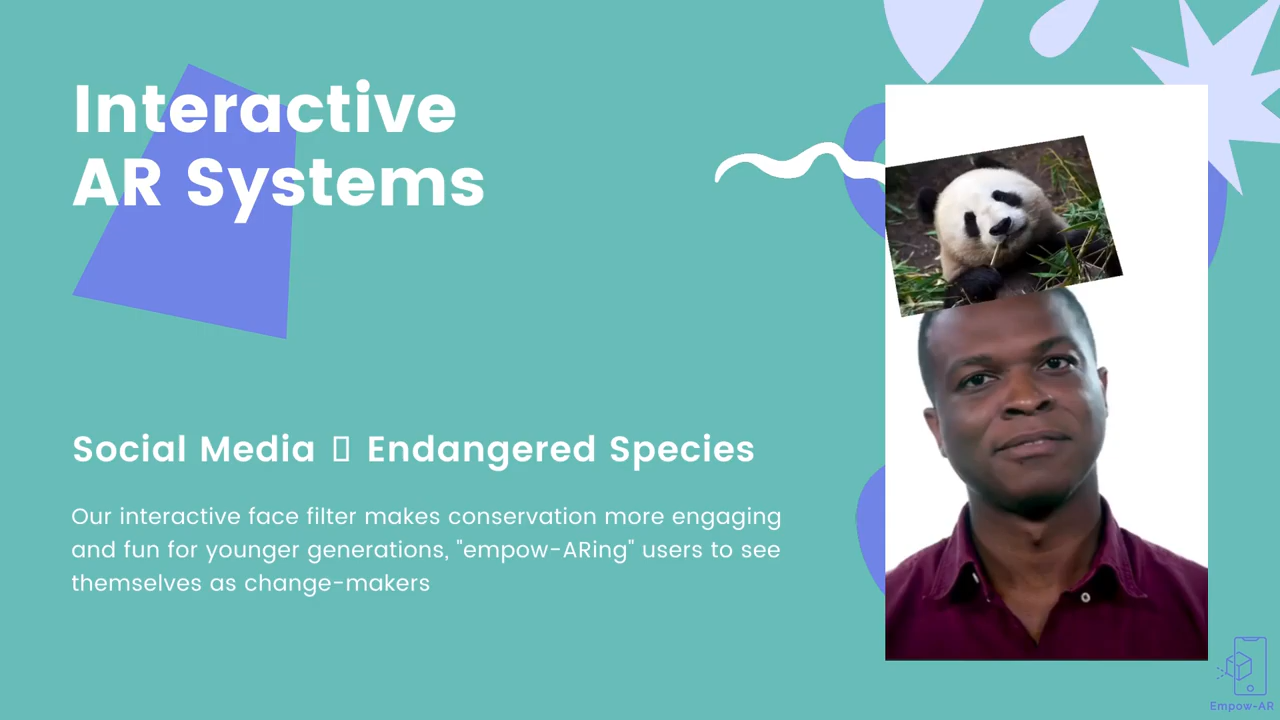 Interactive
AR Systems
Social Media ▯ Endangered Species
Our interactive face filter makes conservation more engaging
and fun for younger generations, "empow-ARing" users to see
themselves as change-makers
Empow-AR